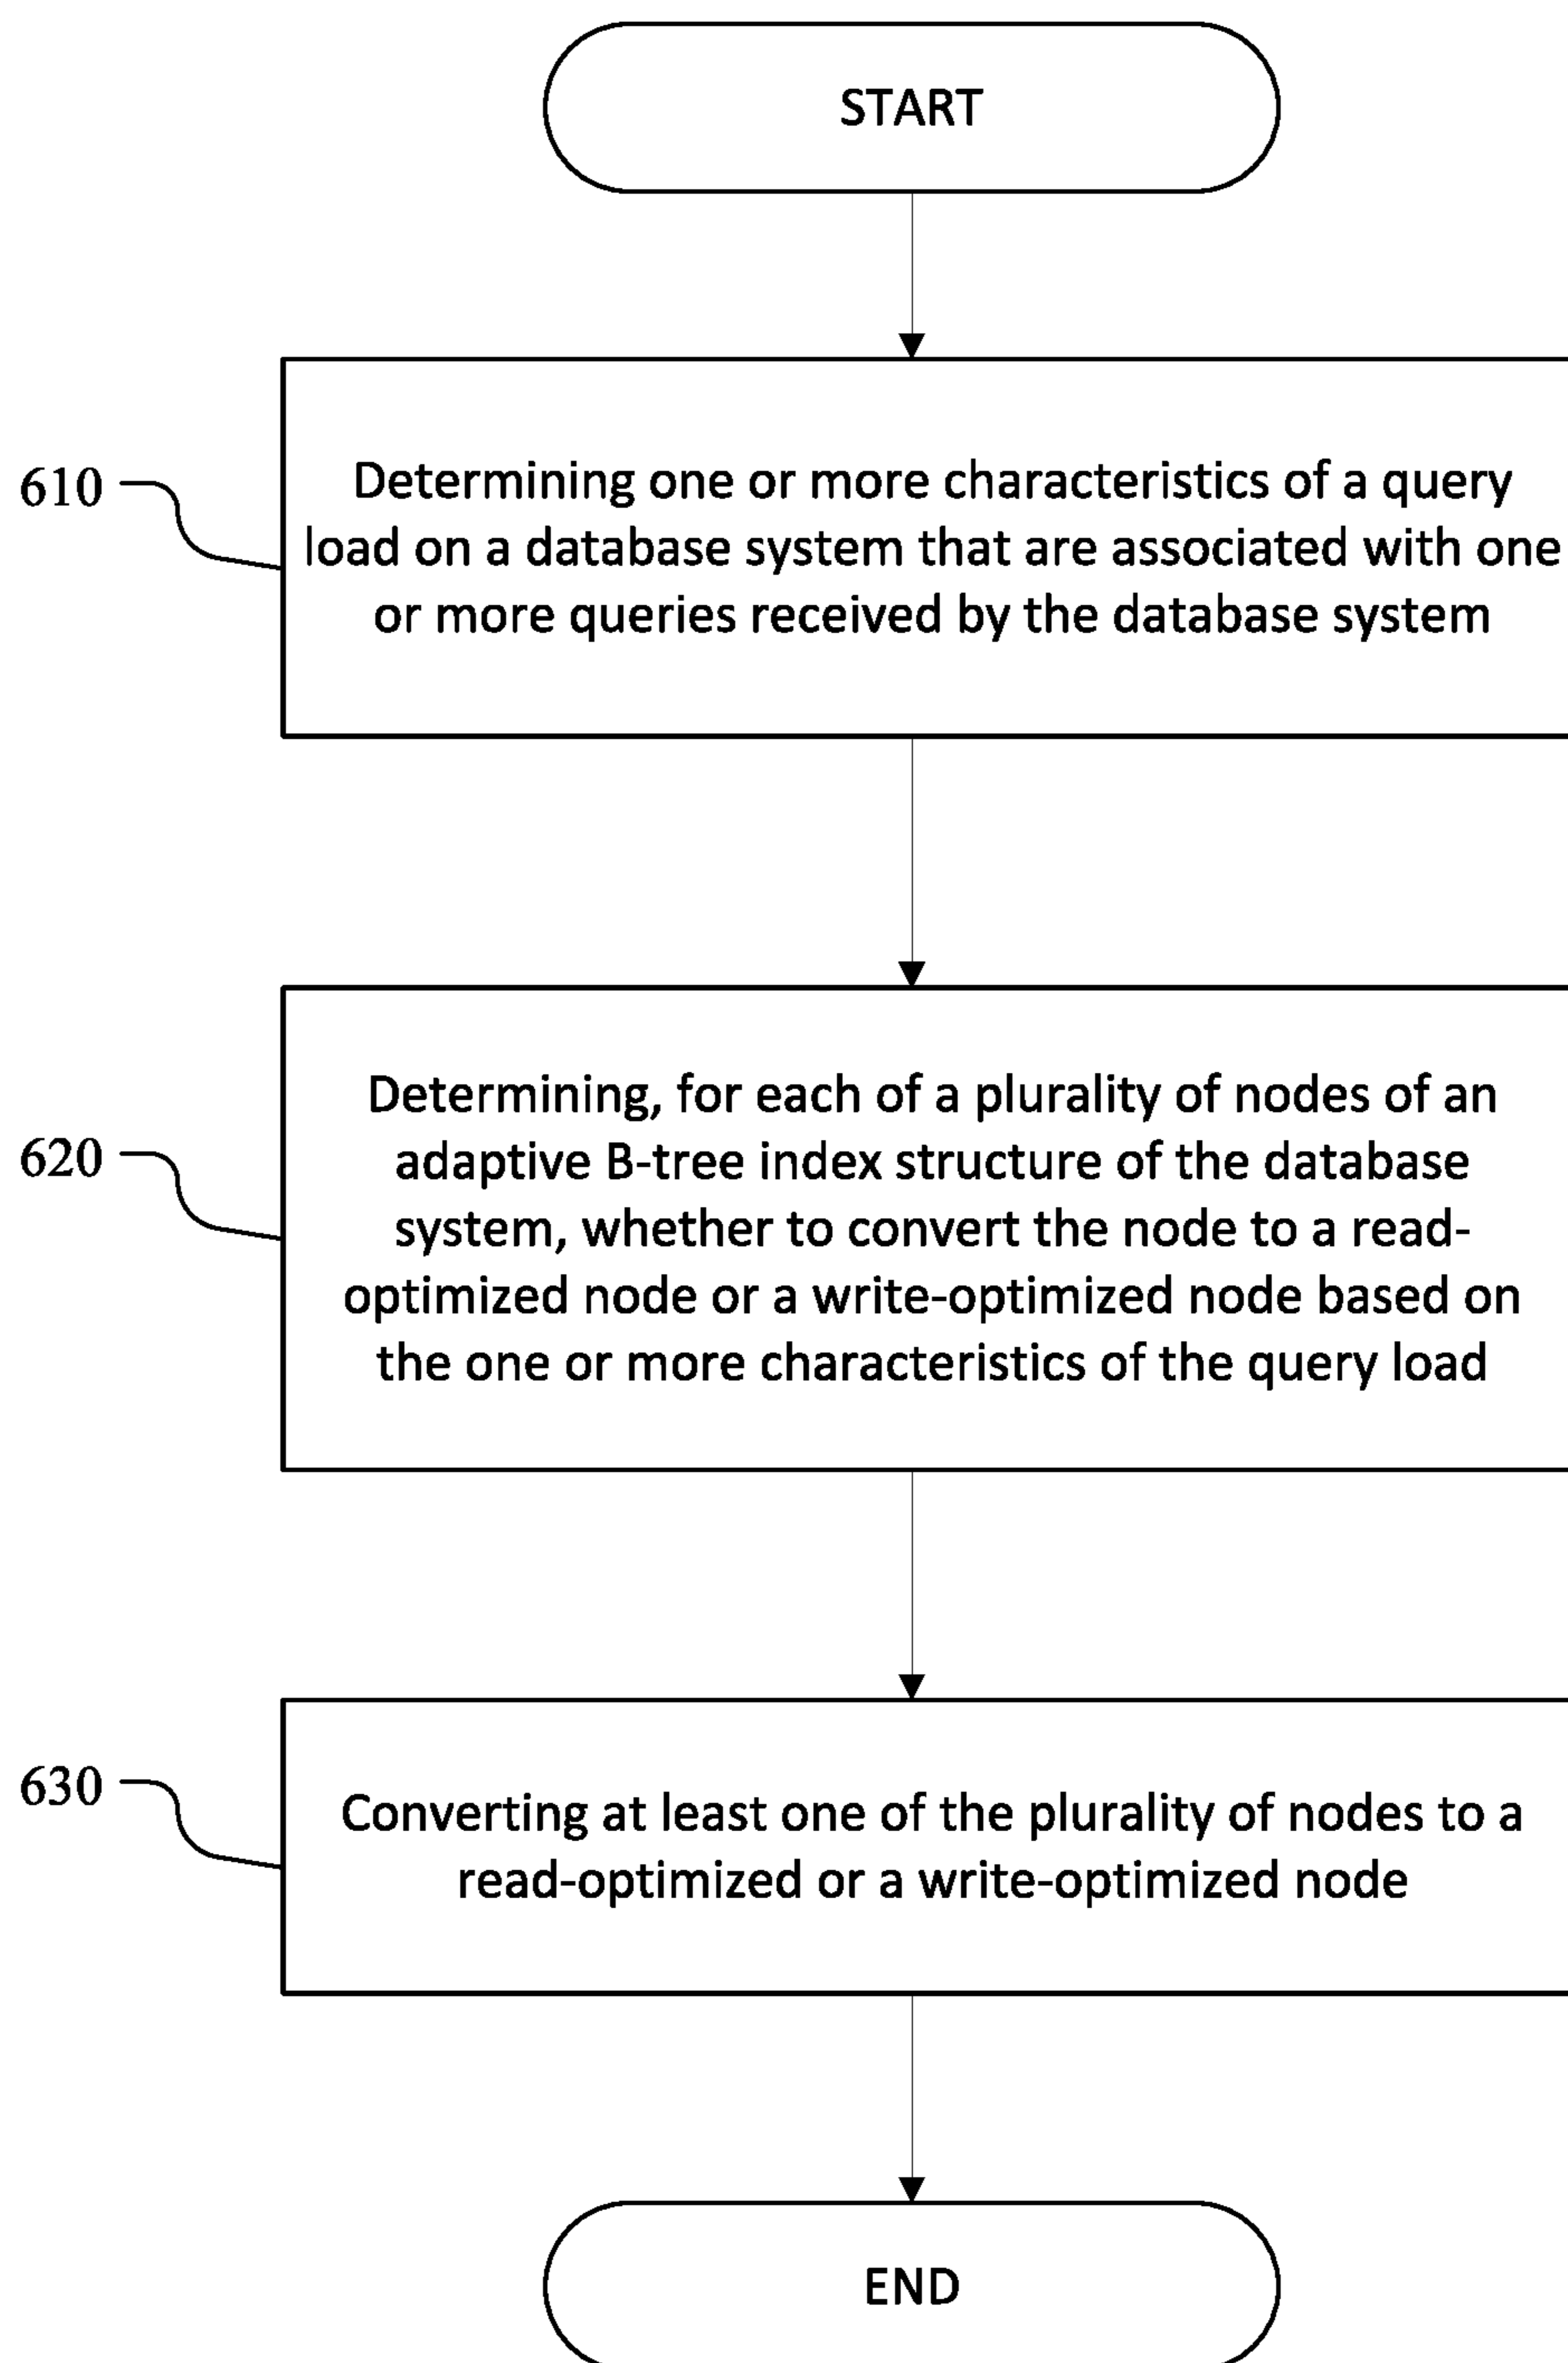 START
610
Determining one or more characteristics of a query
load on a database system that are associated with one
or more queries received by the database system
620
Determining, for each of a plurality of nodes of an
adaptive B-tree index structure of the database
system, whether to convert the node to a read-
optimized node or a write-optimized node based on
the one or more characteristics of the query load
630
Converting at least one of the plurality of nodes to a
read-optimized or a write-optimized node
END